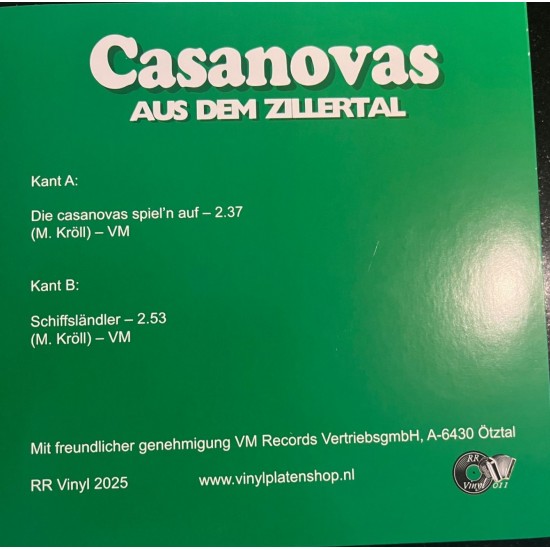 Casanovas
AUS DEM ZILLERTAL
Kant A:
Die casanovas spiel'n auf – 2.37
(M. Kröll) – VM
Kant B:
Schiffsländler – 2.53
(M. Kröll) – VM
Mit freundlicher genehmigung VM Records VertriebsgmbH, A-6430 Ötztal
RR Vinyl 2025
www.vinylplatenshop.nl
RR
Vinyl
011